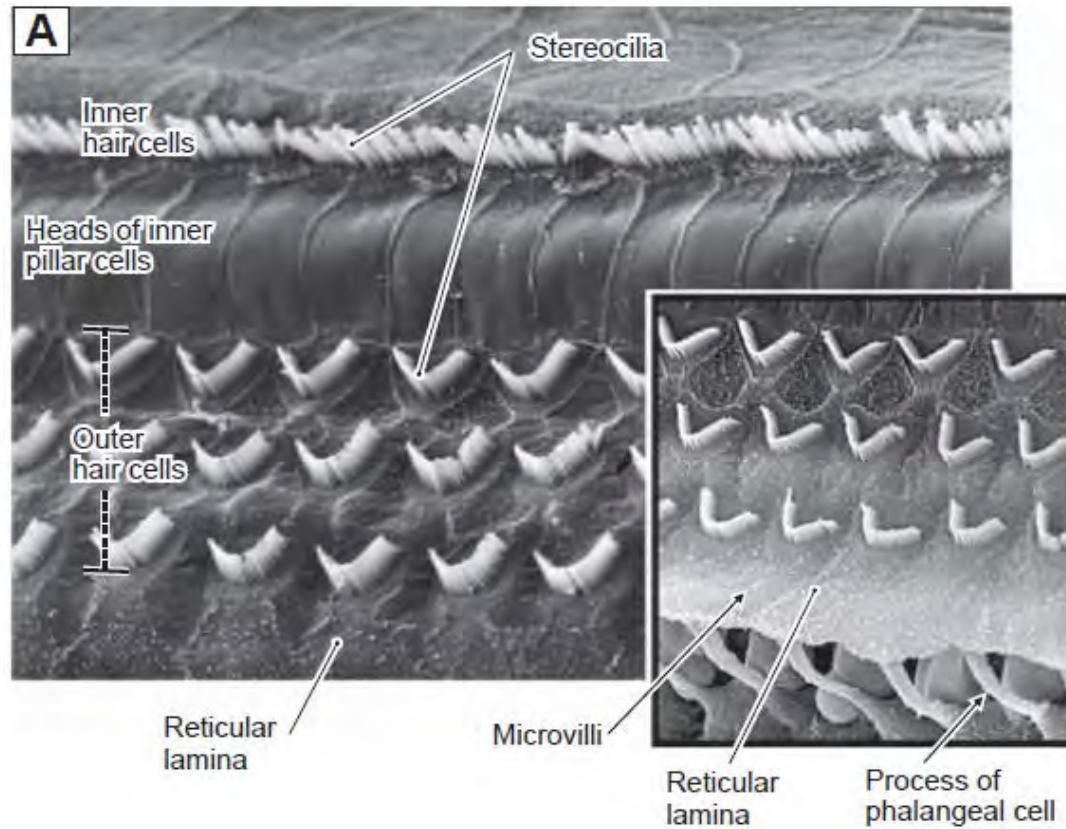 A
Stereocilia
Inner
hair cells
Heads of inner
pillar cells
Outer
hair cells
Reticular
lamina
Microvilli
Reticular
lamina
Process of
phalangeal cell